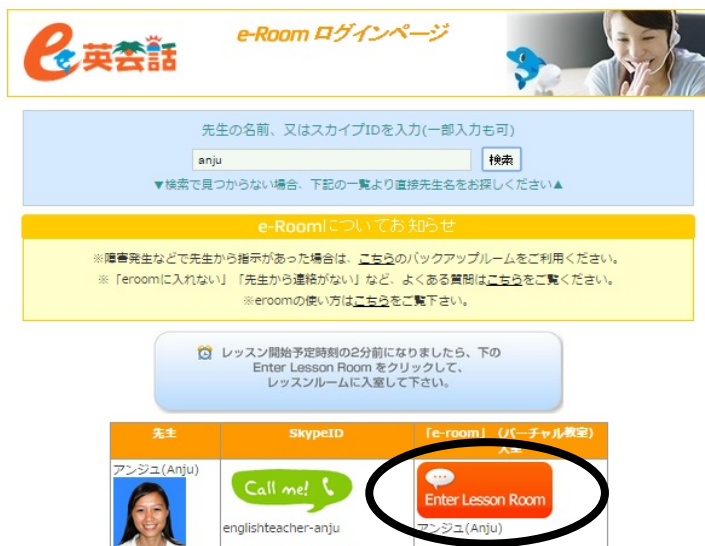 e英会話
e-Room ログインページ
先生の名前、又はスカイプIDを入力(一部入力も可)
anju
検索
▼検索で見つからない場合、下記の一覧より直接先生名をお探しください▲
e-Roomについてお知らせ
※障害発生などで先生から指示があった場合は、こちらのバックアップルームをご利用ください。
※「eroomに入れない」「先生から連絡がない」など、よくある質問はこちらをご覧ください。
※eroomの使い方はこちらをご覧下さい。
レッスン開始予定時刻の2分前になりましたら、下の
Enter Lesson Room をクリックして、
レッスンルームに入室して下さい。
先生
SkypeID
「e-room」（バーチャル教室）
入室
アンジュ(Anju)
Call me!
englishteacher-anju
Enter Lesson Room
アンジュ(Anju)